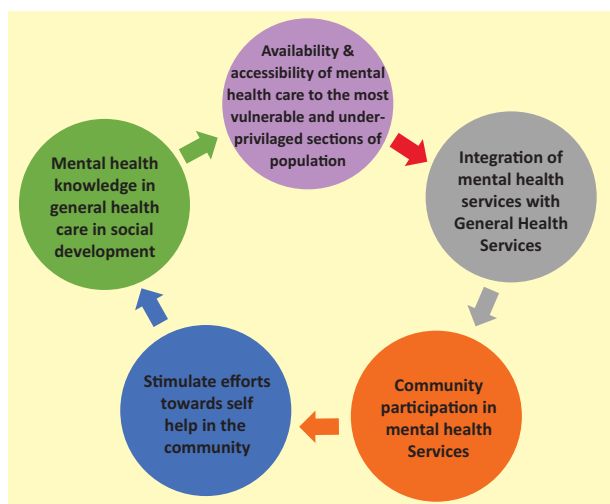 Availability &
accessibility of mental
health care to the most
vulnerable and under-
privilaged sections of
population
Integration of
mental health
services with
General Health
Services
Community
participation in
mental health
Services
Stimulate efforts
towards self
help in the
community
Mental health
knowledge in
general health
care in social
development